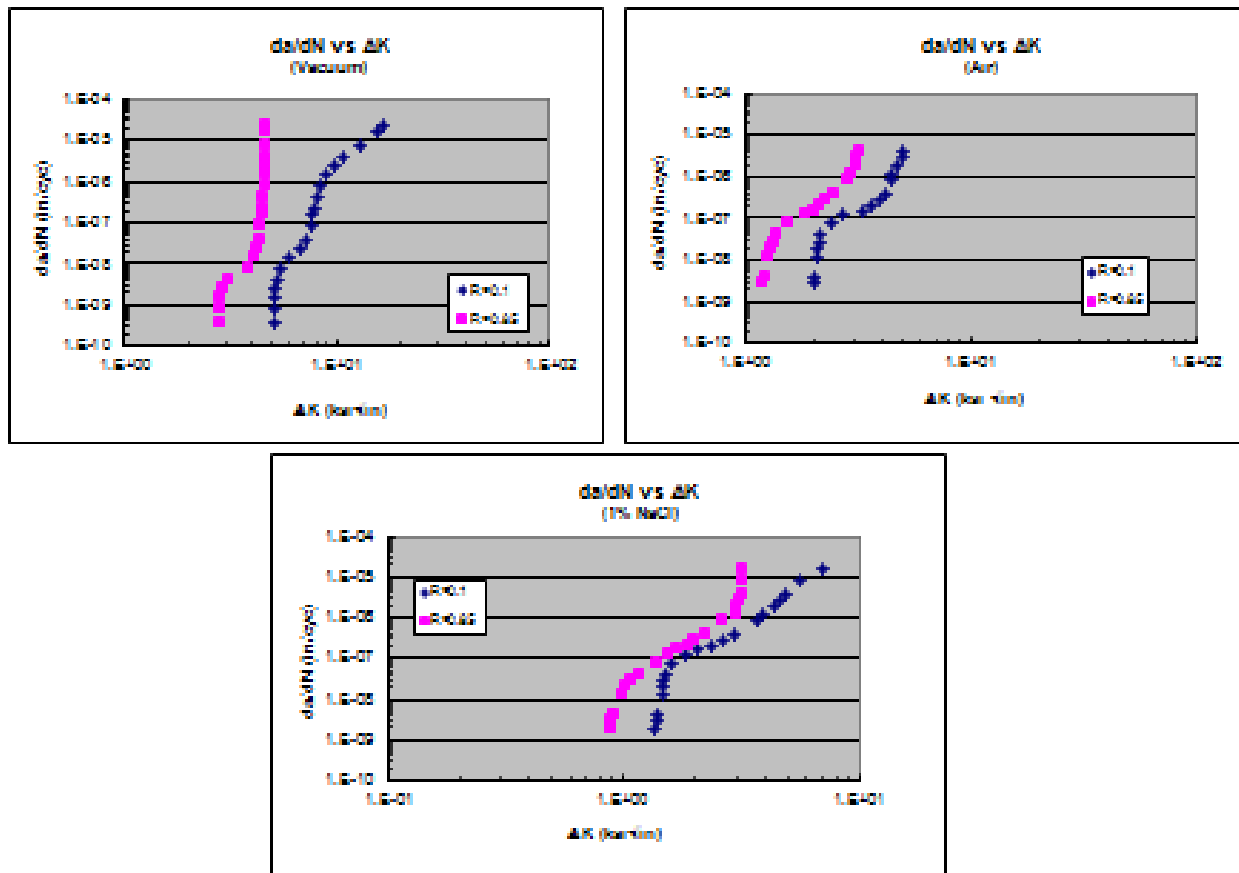 da/dN vs ΔK
(Vacuum)
1.E-04
1.E-05
1.E-06
1.E-07
1.E-08
1.E-09
1.E-10
1.E+00
1.E+01
1.E+02
da/dN (in/cyc)
ΔK (ksi√in)
R=0.1
R=0.65
da/dN vs ΔK
(Air)
1.E-04
1.E-05
1.E-06
1.E-07
1.E-08
1.E-09
1.E-10
1.E+00
1.E+01
1.E+02
da/dN (in/cyc)
ΔK (ksi √in)
R=0.1
R=0.65
da/dN vs ΔK
(1% NaCl)
1.E-04
1.E-05
1.E-06
1.E-07
1.E-08
1.E-09
1.E-10
1.E-01
1.E+00
1.E+01
da/dN (in/cyc)
ΔK (ksi√in)
R=0.1
R=0.65